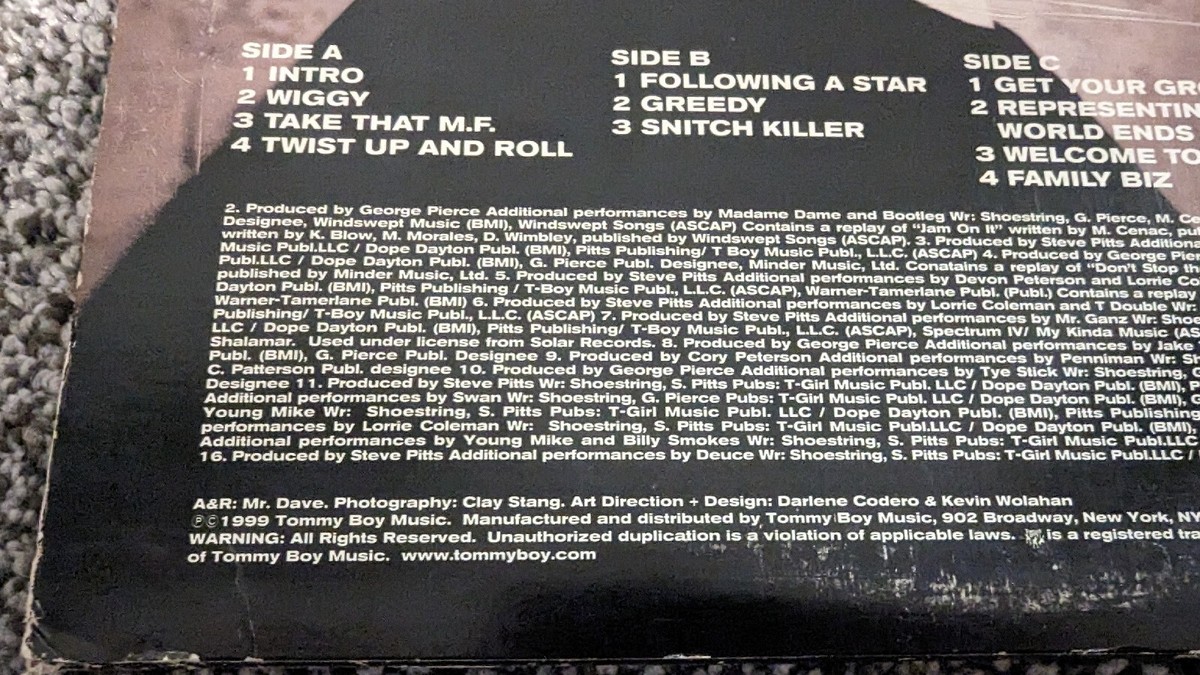 SIDE A
1 INTRO
2 WIGGY
3 TAKE THAT M.F.
4 TWIST UP AND ROLL
SIDE B
1 FOLLOWING A STAR
2 GREEDY
3 SNITCH KILLER
SIDE C
1 GET YOUR GR
2 REPRESENTIN
WORLD ENDS
3 WELCOME TO
4 FAMILY BIZ
2. Produced by George Pierce Additional performances by Madame Dame and Bootleg Wr: Shoestring, G. Pierce, M. Ce
Designee, Windswept Music (BMI), Windswept Songs (ASCAP) Contains a replay of "Jam On It" written by M. Cenac, pub
written by K. Blow, M. Morales, D. Wimbley, published by Windswept Songs (ASCAP). 3. Produced by Steve Pitts Additiona
Music Publ.LLC / Dope Dayton Publ. (BMI), Pitts Publishing/ T Boy Music Publ., L.L.C. (ASCAP) 4. Produced by George Pier
Publ.LLC / Dope Dayton Publ. (BMI), G. Pierce Publ. Designee, Minder Music, Ltd. Conatains a replay of "Don't Stop th
published by Minder Music, Ltd. 5. Produced by Steve Pitts Additional performances by Devon Peterson and Lorrie Co
Dayton Publ. (BMI), Pitts Publishing / T-Boy Music Publ., L.L.C. (ASCAP), Warner-Tamerlane Publ. (Publ.) Contains a replay
Warner-Tamerlane Publ. (BMI) 6. Produced by Steve Pitts Additional performances by Lorrie Coleman and T Double Wr:
Publishing/ T-Boy Music Publ., L.L.C. (ASCAP) 7. Produced by Steve Pitts Additional performances by Mr. Ganz Wr: Shoe
LLC / Dope Dayton Publ. (BMI), Pitts Publishing/ T-Boy Music Publ., L.L.C. (ASCAP), Spectrum IV/ My Kinda Music (AS
Shalamar. Used under license from Solar Records. 8. Produced by George Pierce Additional performances by Jake
Publ. (BMI), G. Pierce Publ. Designee 9. Produced by Cory Peterson Additional performances by Penniman Wr: Sh
C. Patterson Publ. designee 10. Produced by George Pierce Additional performances by Tye Stick Wr: Shoestring, G
Designee 11. Produced by Steve Pitts Wr: Shoestring, S. Pitts Pubs: T-Girl Music Publ. LLC / Dope Dayton Publ. (BMI), P
Additional performances by Swan Wr: Shoestring, G. Pierce Pubs: T-Girl Music Publ.LLC / Dope Dayton Publ. (BMI), G
Young Mike Wr: Shoestring, S. Pitts Pubs: T-Girl Music Publ. LLC / Dope Dayton Publ. (BMI), Pitts Publishing
performances by Lorrie Coleman Wr: Shoestring, S. Pitts Pubs: T-Girl Music Publ.LLC / Dope Dayton Publ. (BMI),
Additional performances by Young Mike and Billy Smokes Wr: Shoestring, S. Pitts Pubs: T-Girl Music Publ.LLC
16. Produced by Steve Pitts Additional performances by Deuce Wr: Shoestring, S. Pitts Pubs: T-Girl Music Publ.LLC /
A&R: Mr. Dave. Photography: Clay Stang. Art Direction + Design: Darlene Codero & Kevin Wolahan
℗©1999 Tommy Boy Music. Manufactured and distributed by Tommy Boy Music, 902 Broadway, New York, NY
WARNING: All Rights Reserved. Unauthorized duplication is a violation of applicable laws. is a registered tra
of Tommy Boy Music. www.tommyboy.com